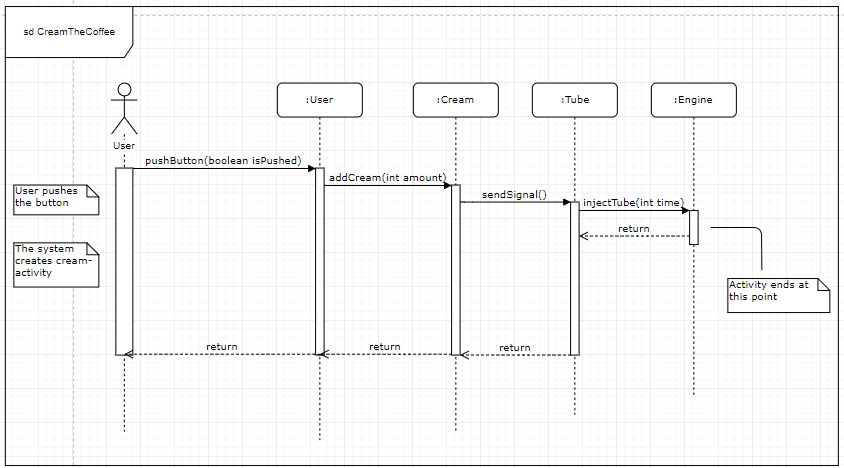 sd CreamTheCoffee
:User
:Cream
:Tube
:Engine
User
pushButton(boolean isPushed)
addCream(int amount)
sendSignal()
injectTube(int time)
User pushes
the button
return
The system
creates cream-
activity
Activity ends at
this point
return
return
return